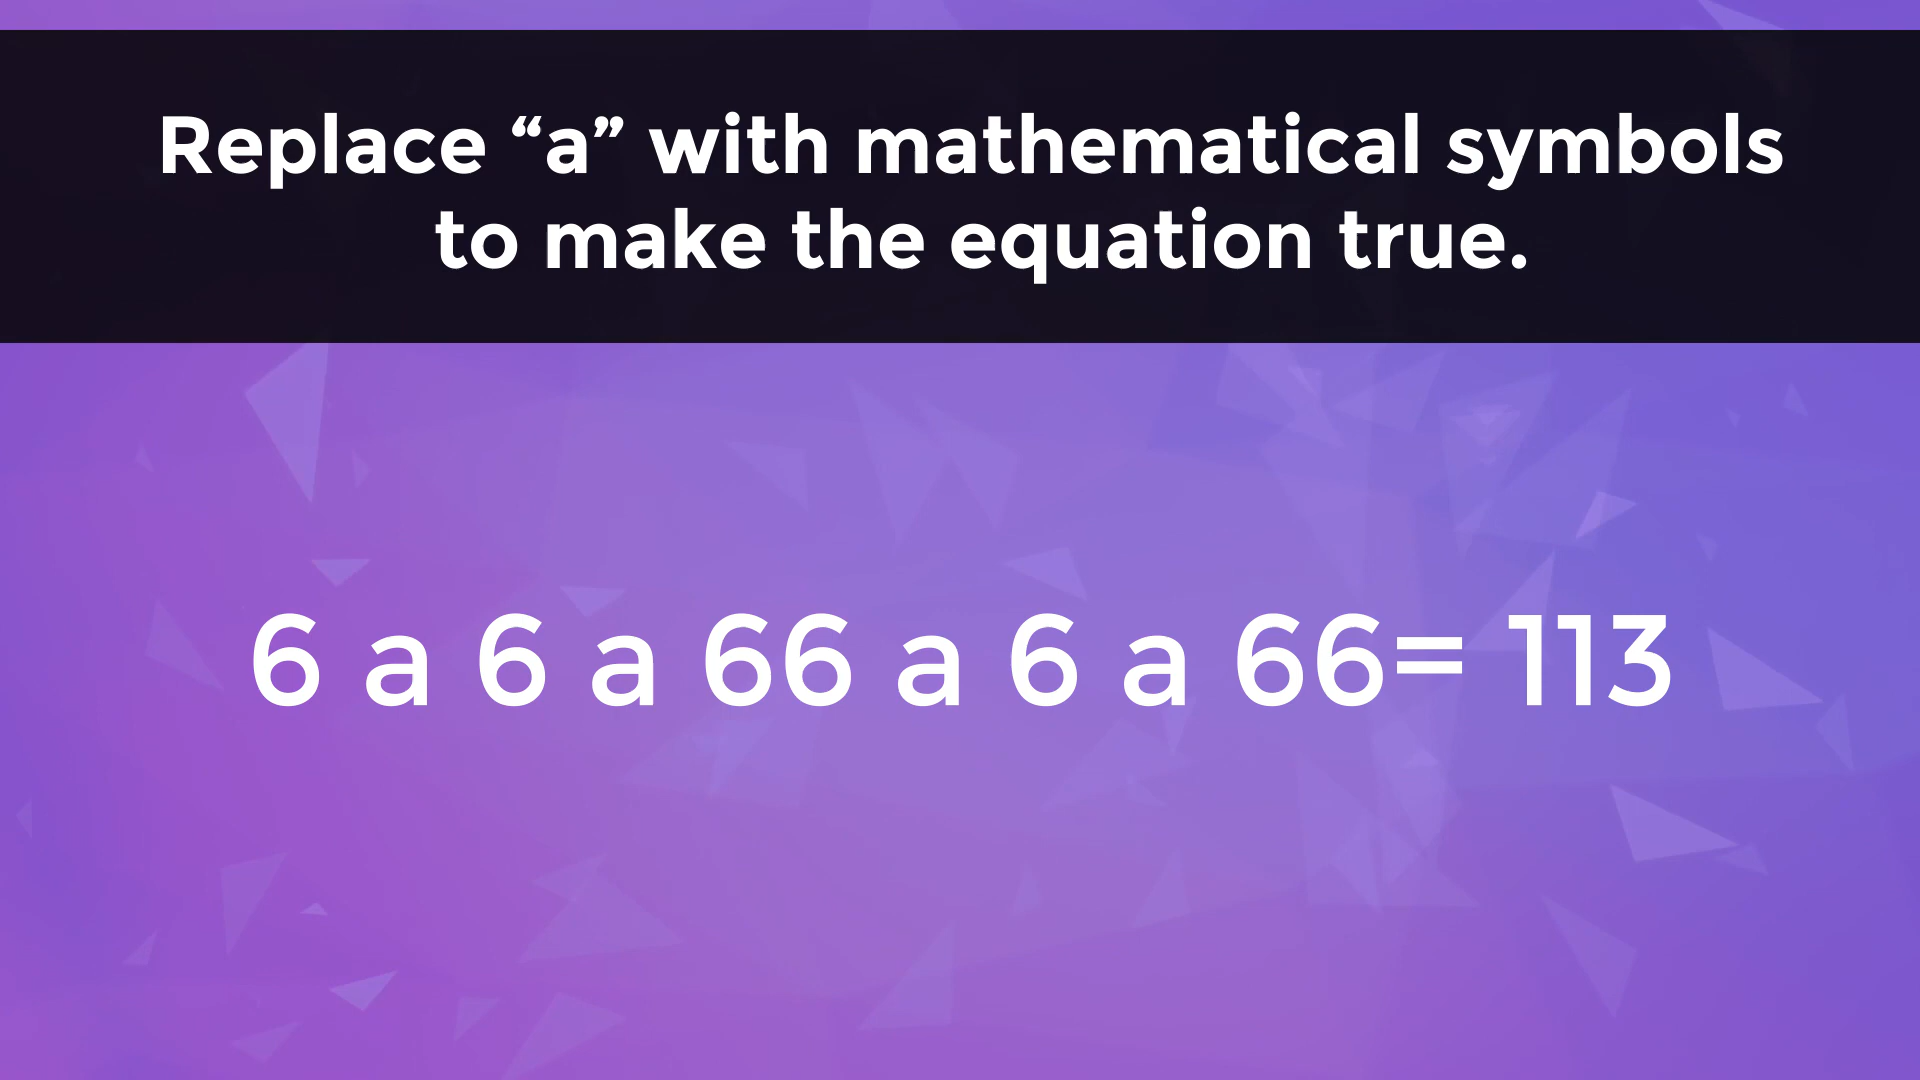 Replace “a” with mathematical symbols
to make the equation true.
6 a 6 a 66 a 6 a 66= 113